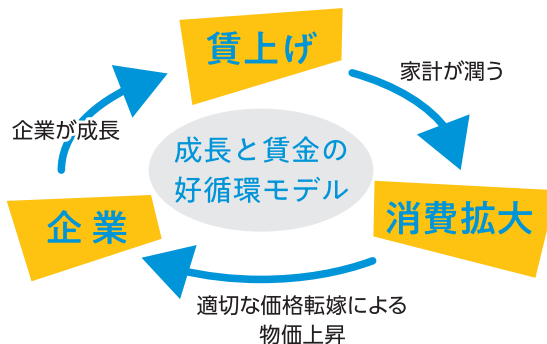 賃上げ
家計が潤う
企業が成長
成長と賃金の
好循環モデル
消費拡大
企業
適切な価格転嫁による
物価上昇